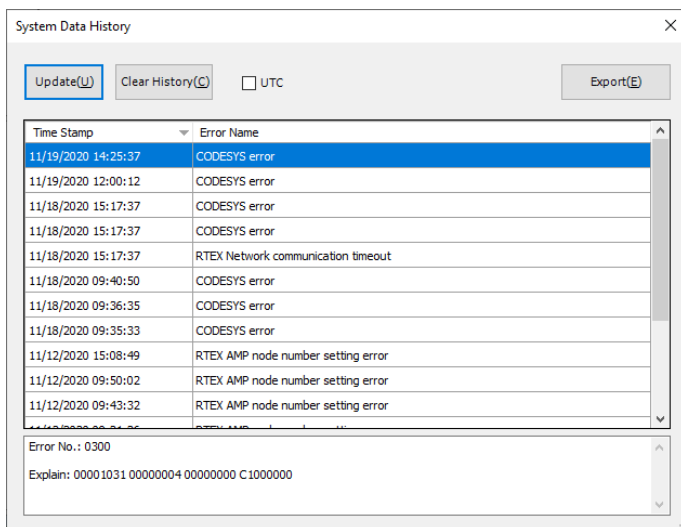 System Data History
Update(U) Clear History(C) UTC Export(E)
Time Stamp Error Name
11/19/2020 14:25:37 CODESYS error
11/19/2020 12:00:12 CODESYS error
11/18/2020 15:17:37 CODESYS error
11/18/2020 15:17:37 CODESYS error
11/18/2020 15:17:37 RTEX Network communication timeout
11/18/2020 09:40:50 CODESYS error
11/18/2020 09:36:35 CODESYS error
11/18/2020 09:35:33 CODESYS error
11/12/2020 15:08:49 RTEX AMP node number setting error
11/12/2020 09:50:02 RTEX AMP node number setting error
11/12/2020 09:43:32 RTEX AMP node number setting error
Error No.: 0300
Explain: 00001031 00000004 00000000 C1000000